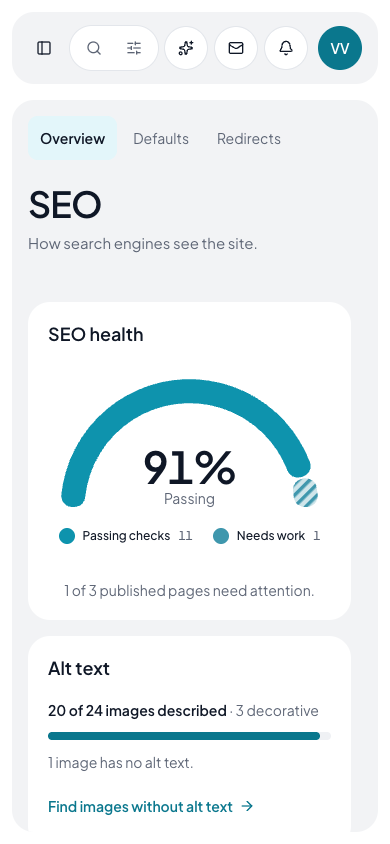 VV
Overview
Defaults
Redirects
SEO
How search engines see the site.
SEO health
91%
Passing
Passing checks 11
Needs work 1
1 of 3 published pages need attention.
Alt text
20 of 24 images described · 3 decorative
1 image has no alt text.
Find images without alt text →